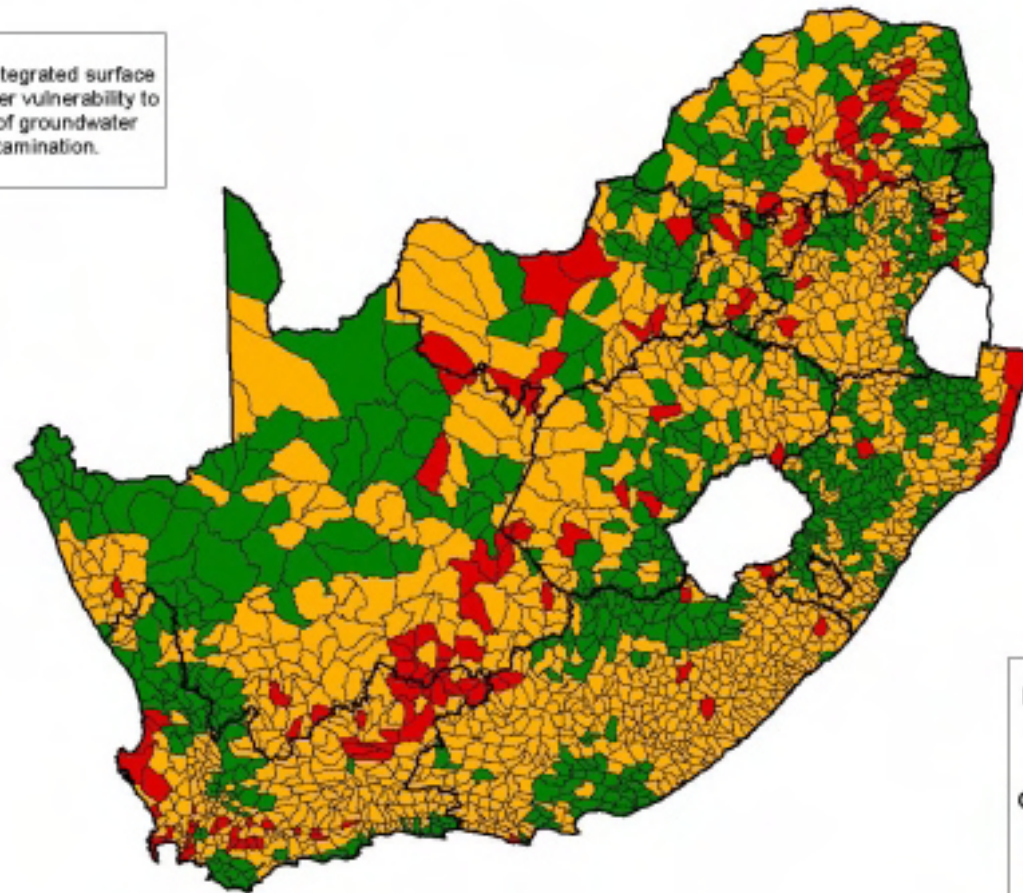 tegrated surface
er vulnerability to
of groundwater
tamination.